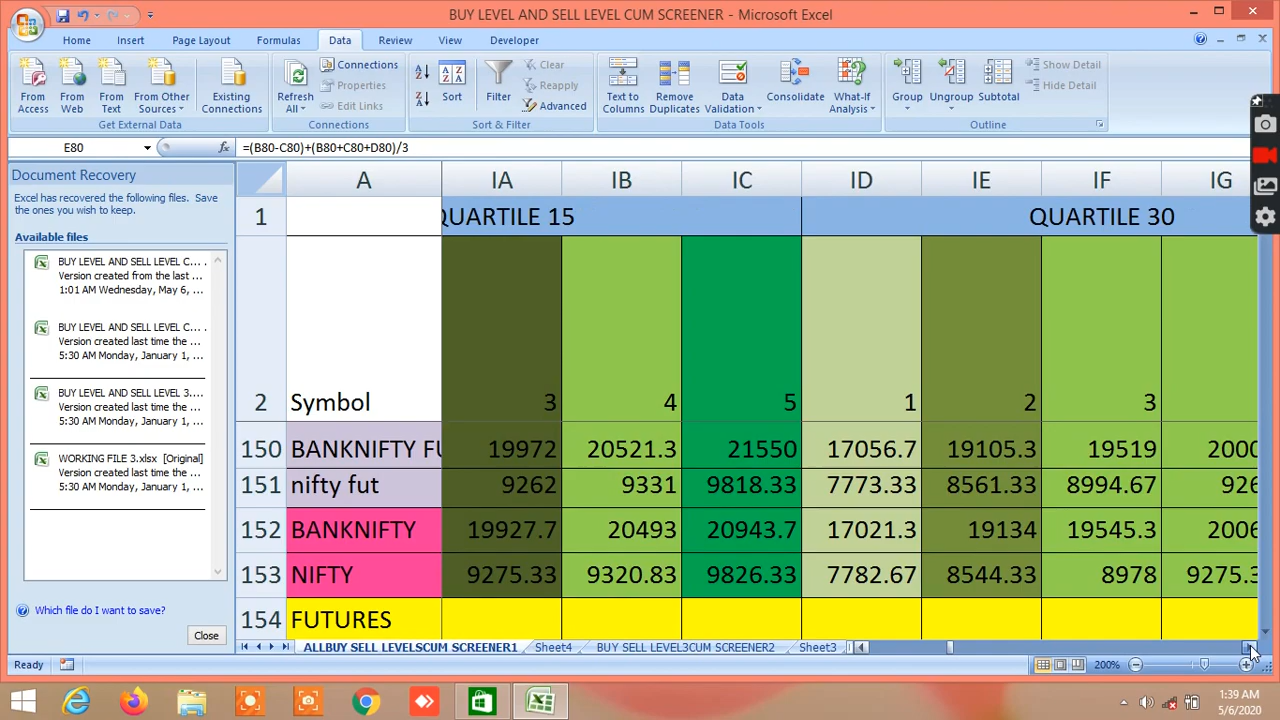 BUY LEVEL AND SELL LEVEL CUM SCREENER - Microsoft Excel
Home Insert Page Layout Formulas Data Review View Developer
From Access
From Web
From Text
From Other Sources
Existing Connections
Get External Data
Refresh All
Connections
Properties
Edit Links
Connections
Sort
Filter
Clear
Reapply
Advanced
Sort & Filter
Text to Columns
Remove Duplicates
Data Validation
Consolidate
What-If Analysis
Data Tools
Group
Ungroup
Subtotal
Show Detail
Hide Detail
Outline
E80 fx =(B80-C80)+(B80+C80+D80)/3
Document Recovery
Excel has recovered the following files. Save
the ones you wish to keep.
Available files
BUY LEVEL AND SELL LEVEL C... .
Version created from the last ...
1:01 AM Wednesday, May 6, ...
BUY LEVEL AND SELL LEVEL C... .
Version created last time the ...
5:30 AM Monday, January 1, ...
BUY LEVEL AND SELL LEVEL 3....
Version created last time the ...
5:30 AM Monday, January 1, ...
WORKING FILE 3.xlsx [Original]
Version created last time the ...
5:30 AM Monday, January 1, ...
Which file do I want to save?
Close
A IA IB IC ID IE IF IG
1 QUARTILE 15 QUARTILE 30
2 Symbol 3 4 5 1 2 3
150 BANKNIFTY FU 19972 20521.3 21550 17056.7 19105.3 19519 2000
151 nifty fut 9262 9331 9818.33 7773.33 8561.33 8994.67 926
152 BANKNIFTY 19927.7 20493 20943.7 17021.3 19134 19545.3 2006
153 NIFTY 9275.33 9320.83 9826.33 7782.67 8544.33 8978 9275.3
154 FUTURES
ALLBUY SELL LEVELSCUM SCREENER1 Sheet4 BUY SELL LEVEL3CUM SCREENER2 Sheet3
Ready 200%
1:39 AM
5/6/2020